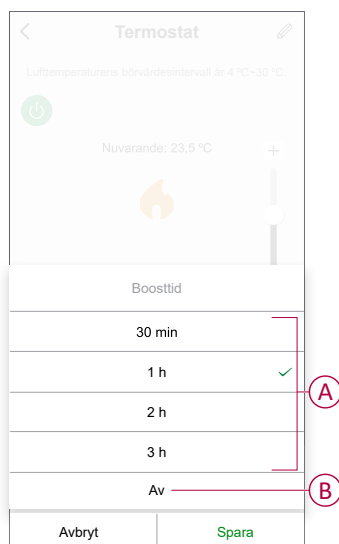 Termostat
Lufttemperaturens börvärdesintervall är 4 ºC~30 ºC.
Nuvarande: 23,5 ºC
+
Boosttid
30 min
1 h
2 h
3 h
Av
A
B
Avbryt
Spara